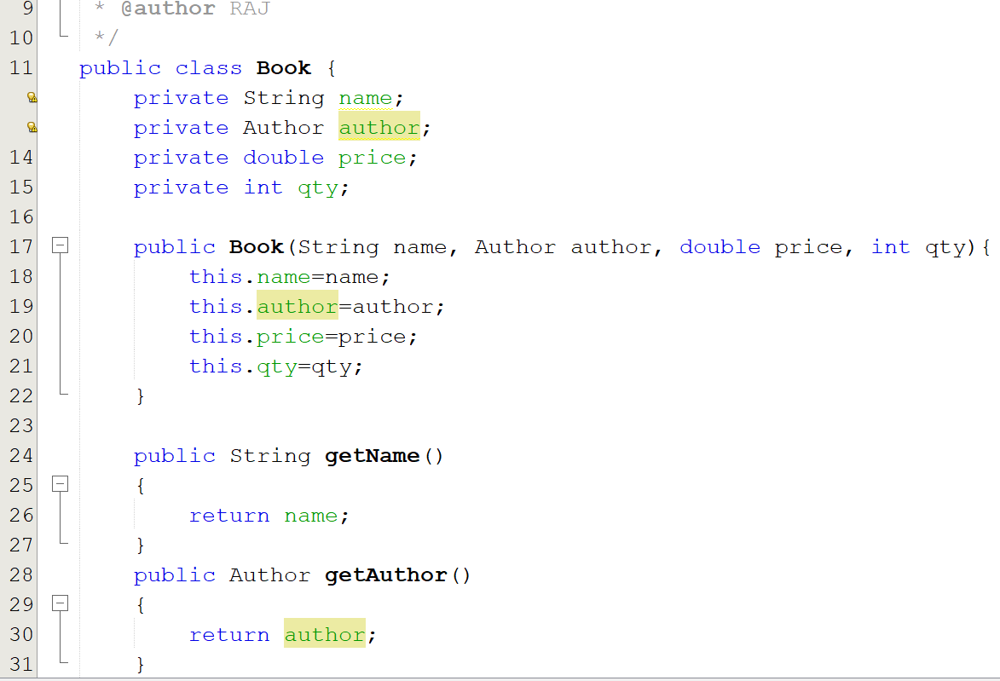 9 * @author RAJ
10 */
11 public class Book {
private String name;
private Author author;
14 private double price;
15 private int qty;
16
17 public Book(String name, Author author, double price, int qty){
18 this.name=name;
19 this.author=author;
20 this.price=price;
21 this.qty=qty;
22 }
23
24 public String getName()
25 {
26 return name;
27 }
28 public Author getAuthor()
29 {
30 return author;
31 }